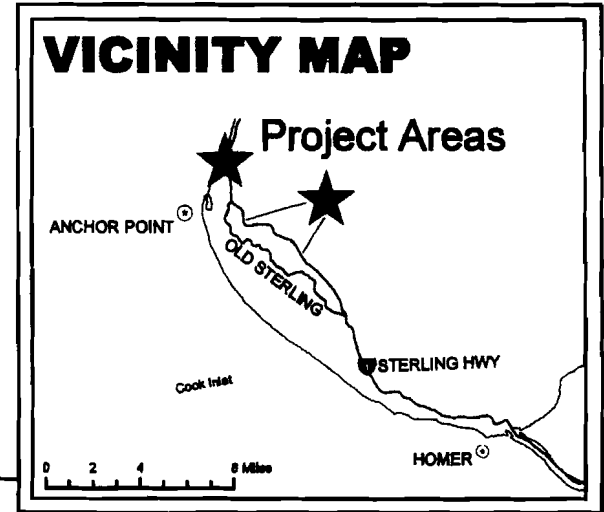 VICINITY MAP
Project Areas
ANCHOR POINT
OLD STERLING
STERLING HWY
Cook Inlet
HOMER
0 2 4 8 Miles